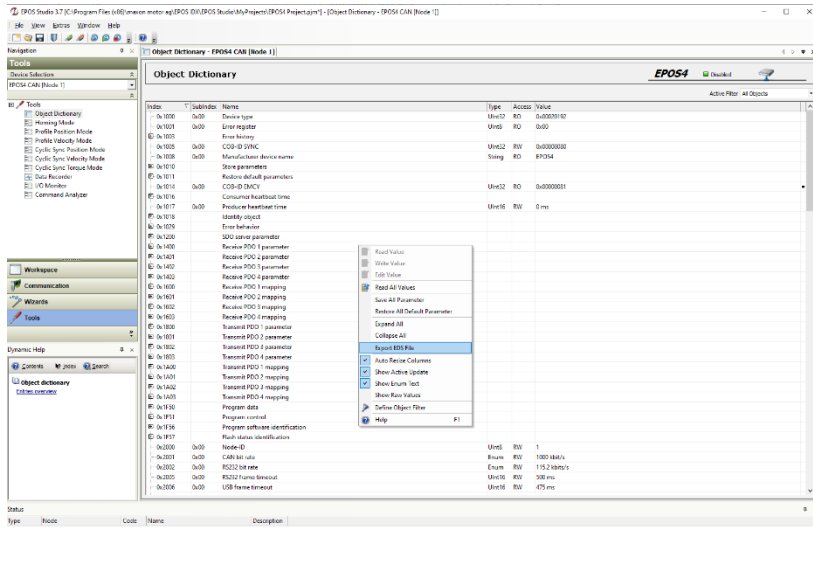 EPOS Studio 3.7 [C:\Program Files (x86)\maxon motor ag\EPOS IDX\EPOS Studio\MyProjects\EPOS4 Project.pjm*] - [Object Dictionary - EPOS4 CAN [Node 1]]
File View Extras Window Help
Navigation
Object Dictionary - EPOS4 CAN [Node 1]
Tools
Device Selection
EPOS4 CAN [Node 1]
Tools
Object Dictionary
Homing Mode
Profile Position Mode
Profile Velocity Mode
Cyclic Sync Position Mode
Cyclic Sync Velocity Mode
Cyclic Sync Torque Mode
Data Recorder
I/O Monitor
Command Analyzer
Workspace
Communication
Wizards
Tools
Dynamic Help
Contents Index Search
Object dictionary
Entries overview
Object Dictionary
EPOS4 Disabled
Active Filter All Objects
Index SubIndex Name Type Access Value
0x1000 0x00 Device type UInt32 RO 0x00020192
0x1001 0x00 Error register UInt8 RO 0x00
0x1003 Error history
0x1005 0x00 COB-ID SYNC UInt32 RW 0x00000080
0x1008 0x00 Manufacturer device name String RO EPOS4
0x1010 Store parameters
0x1011 Restore default parameters
0x1014 0x00 COB-ID EMCY UInt32 RO 0x00000081
0x1016 Consumer heartbeat time
0x1017 0x00 Producer heartbeat time UInt16 RW 0 ms
0x1018 Identity object
0x1029 Error behavior
0x1200 SDO server parameter
0x1400 Receive PDO 1 parameter
0x1401 Receive PDO 2 parameter
0x1402 Receive PDO 3 parameter
0x1403 Receive PDO 4 parameter
0x1600 Receive PDO 1 mapping
0x1601 Receive PDO 2 mapping
0x1602 Receive PDO 3 mapping
0x1603 Receive PDO 4 mapping
0x1800 Transmit PDO 1 parameter
0x1801 Transmit PDO 2 parameter
0x1802 Transmit PDO 3 parameter
0x1803 Transmit PDO 4 parameter
0x1A00 Transmit PDO 1 mapping
0x1A01 Transmit PDO 2 mapping
0x1A02 Transmit PDO 3 mapping
0x1A03 Transmit PDO 4 mapping
0x1F50 Program data
0x1F51 Program control
0x1F56 Program software identification
0x1F57 Flash status identification
0x2000 0x00 Node-ID UInt8 RW 1
0x2001 0x00 CAN bit rate Enum RW 1000 kbit/s
0x2002 0x00 RS232 bit rate Enum RW 115.2 kbits/s
0x2005 0x00 RS232 frame timeout UInt16 RW 500 ms
0x2006 0x00 USB frame timeout UInt16 RW 475 ms
Read Value
Write Value
Edit Value
Read All Values
Save All Parameter
Restore All Default Parameter
Expand All
Collapse All
Export EDS File
Auto Resize Columns
Show Active Update
Show Enum Text
Show Raw Values
Define Object Filter
Help F1
Status
Type Node Code Name Description